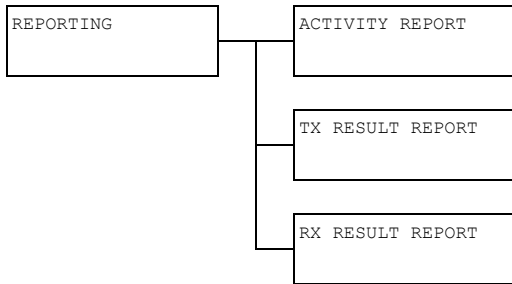 REPORTING
ACTIVITY REPORT
TX RESULT REPORT
RX RESULT REPORT